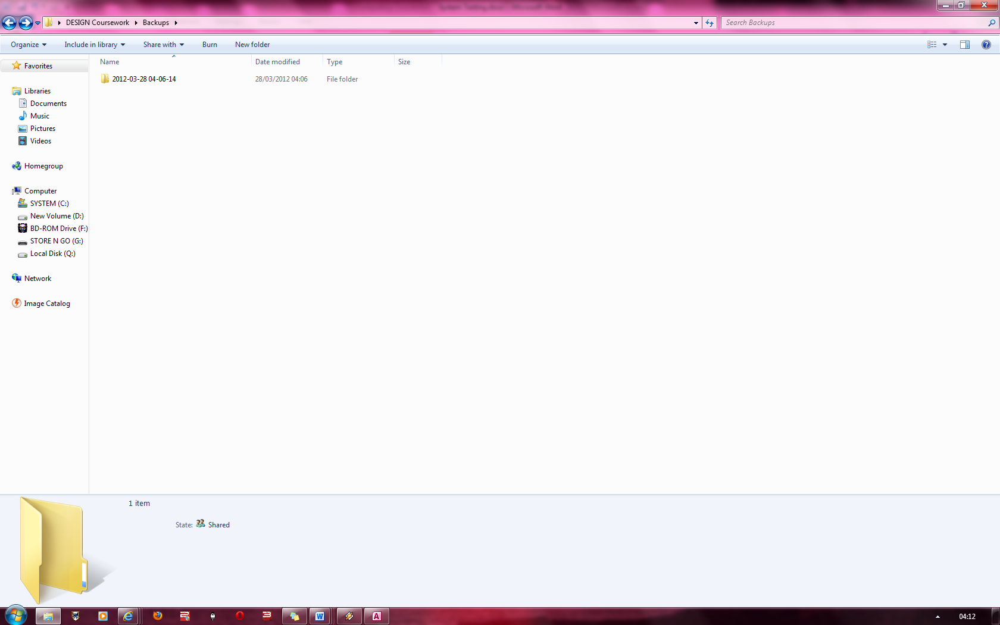 DESIGN Coursework Backups
Search Backups
Organize Include in library Share with Burn New folder
Name Date modified Type Size
2012-03-28 04-06-14 28/03/2012 04:06 File folder
Favorites
Libraries
Documents
Music
Pictures
Videos
Homegroup
Computer
SYSTEM (C:)
New Volume (D:)
BD-ROM Drive (F:)
STORE N GO (G:)
Local Disk (Q:)
Network
Image Catalog
1 item
State: Shared
04:12